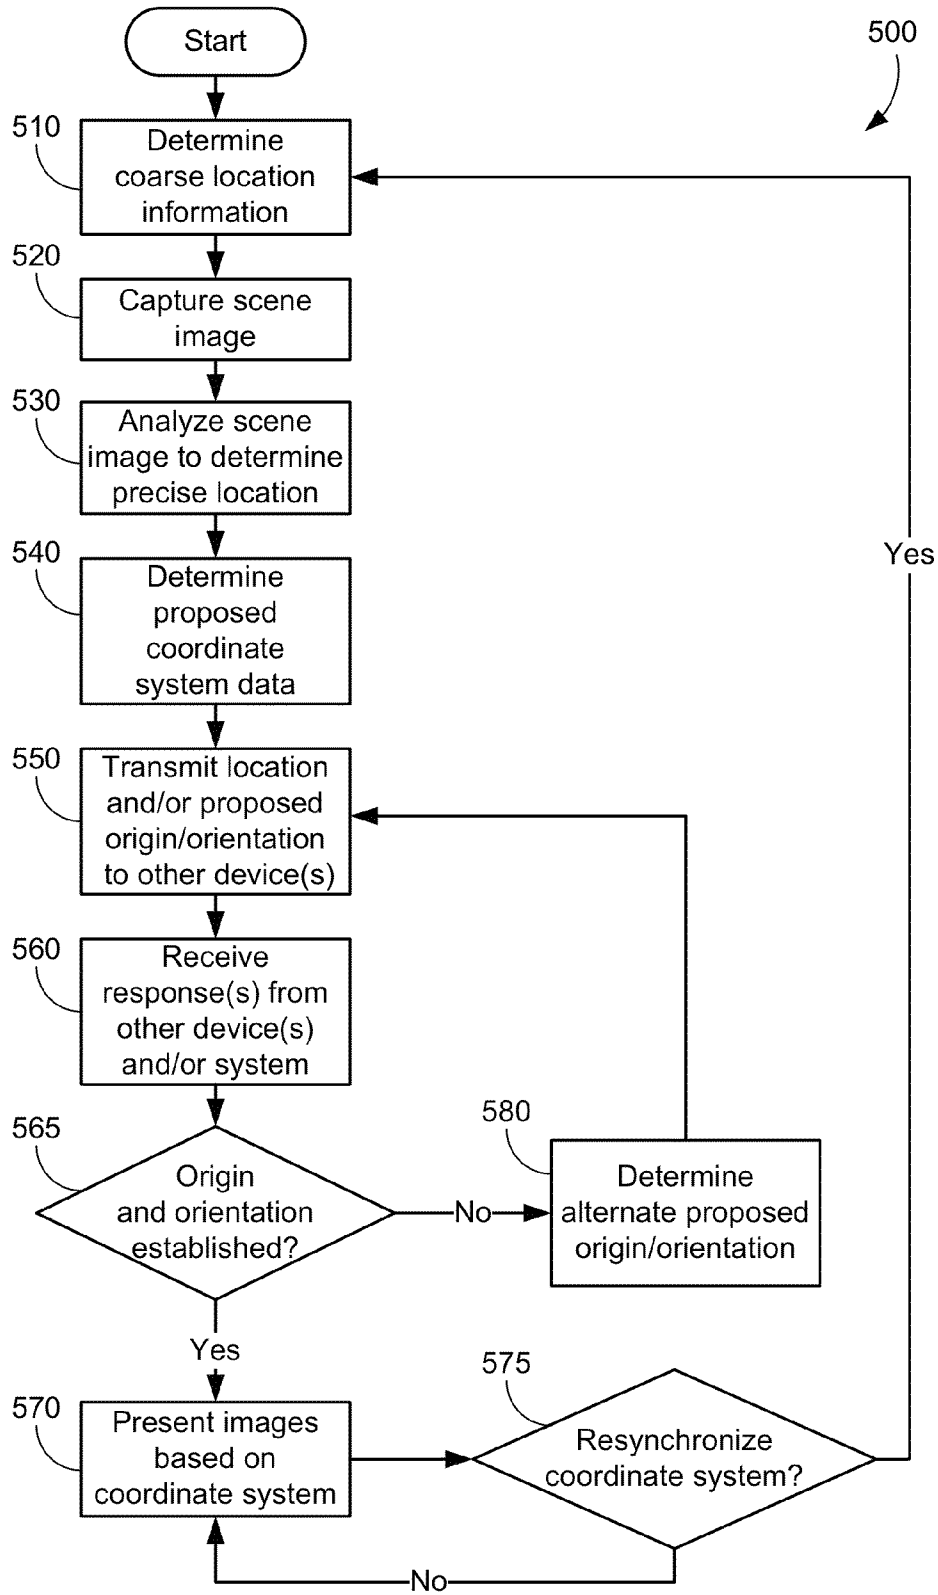 Start
500
510
Determine
coarse location
information
520
Capture scene
image
530
Analyze scene
image to determine
precise location
540
Determine
proposed
coordinate
system data
Yes
550
Transmit location
and/or proposed
origin/orientation
to other device(s)
560
Receive
response(s) from
other device(s)
and/or system
565
Origin
and orientation
established?
No
580
Determine
alternate proposed
origin/orientation
Yes
570
Present images
based on
coordinate system
575
Resynchronize
coordinate system?
No